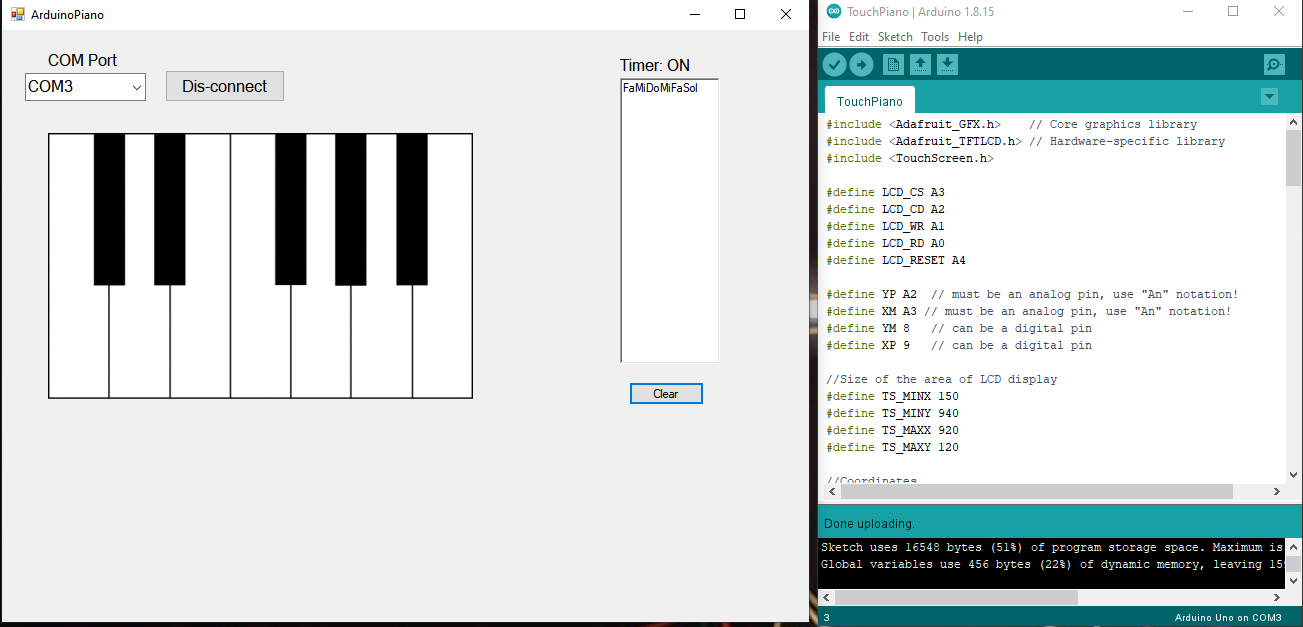 ArduinoPiano
COM Port
COM3
Dis-connect
Timer: ON
FaMiDoMiFaSol
Clear
TouchPiano | Arduino 1.8.15
File Edit Sketch Tools Help
TouchPiano
#include <Adafruit_GFX.h>    // Core graphics library
#include <Adafruit_TFTLCD.h> // Hardware-specific library
#include <TouchScreen.h>
#define LCD_CS A3
#define LCD_CD A2
#define LCD_WR A1
#define LCD_RD A0
#define LCD_RESET A4
#define YP A2  // must be an analog pin, use "An" notation!
#define XM A3 // must be an analog pin, use "An" notation!
#define YM 8   // can be a digital pin
#define XP 9   // can be a digital pin
//Size of the area of LCD display
#define TS_MINX 150
#define TS_MINY 940
#define TS_MAXX 920
#define TS_MAXY 120
//Coordinates
Done uploading.
Sketch uses 16548 bytes (51%) of program storage space. Maximum is
Global variables use 456 bytes (22%) of dynamic memory, leaving 15
3
Arduino Uno on COM3